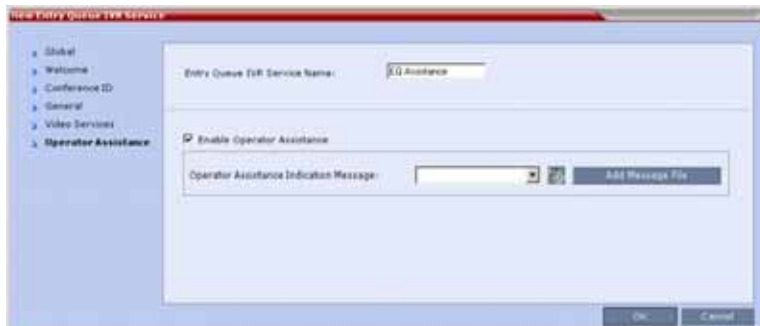 New Entry Queue IVR Service
Global
Welcome
Conference ID
General
Video Services
Operator Assistance
Entry Queue IVR Service Name:
EQ Assistance
Enable Operator Assistance
Operator Assistance Indication Message:
Add Message File
OK
Cancel